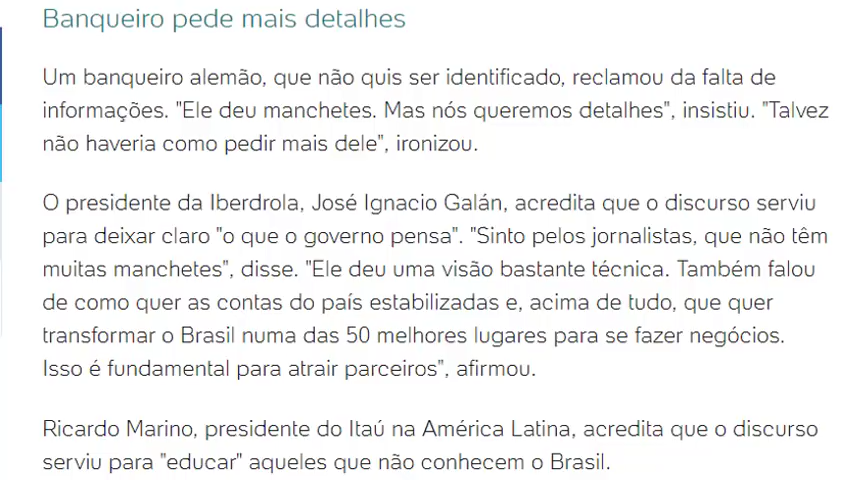 Banqueiro pede mais detalhes
Um banqueiro alemão, que não quis ser identificado, reclamou da falta de
informações. "Ele deu manchetes. Mas nós queremos detalhes", insistiu. "Talvez
não haveria como pedir mais dele", ironizou.
O presidente da Iberdrola, José Ignacio Galán, acredita que o discurso serviu
para deixar claro "o que o governo pensa". "Sinto pelos jornalistas, que não têm
muitas manchetes", disse. "Ele deu uma visão bastante técnica. Também falou
de como quer as contas do país estabilizadas e, acima de tudo, que quer
transformar o Brasil numa das 50 melhores lugares para se fazer negócios.
Isso é fundamental para atrair parceiros", afirmou.
Ricardo Marino, presidente do Itaú na América Latina, acredita que o discurso
serviu para "educar" aqueles que não conhecem o Brasil.